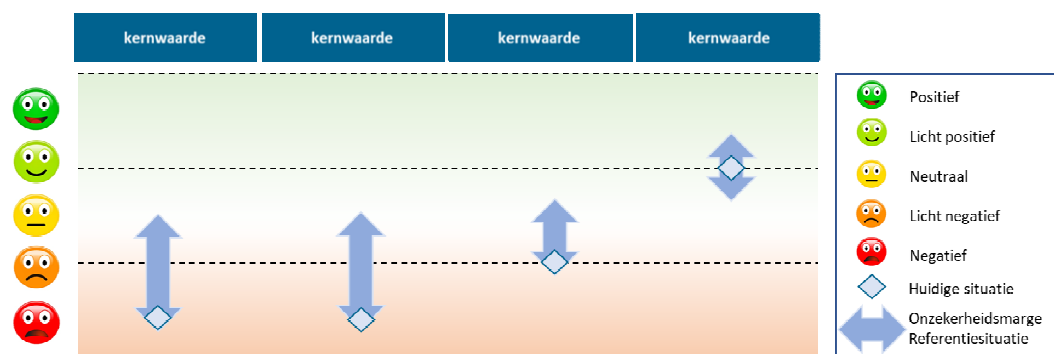 kernwaarde
kernwaarde
kernwaarde
kernwaarde
Positief
Licht positief
Neutraal
Licht negatief
Negatief
Huidige situatie
Onzekerheidsmarge
Referentiesituatie